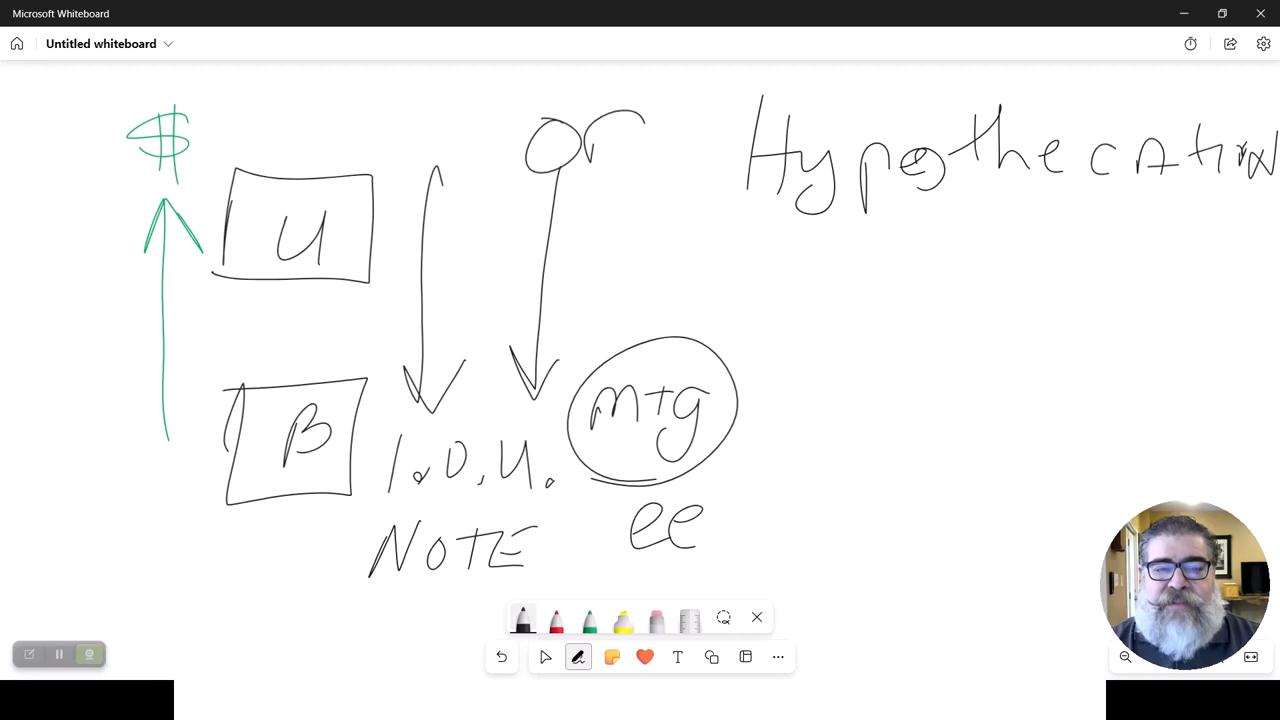 Microsoft Whiteboard
Untitled whiteboard
$
or
Hypothecation
U
B
I.O.U.
mtg
ee
NOTE